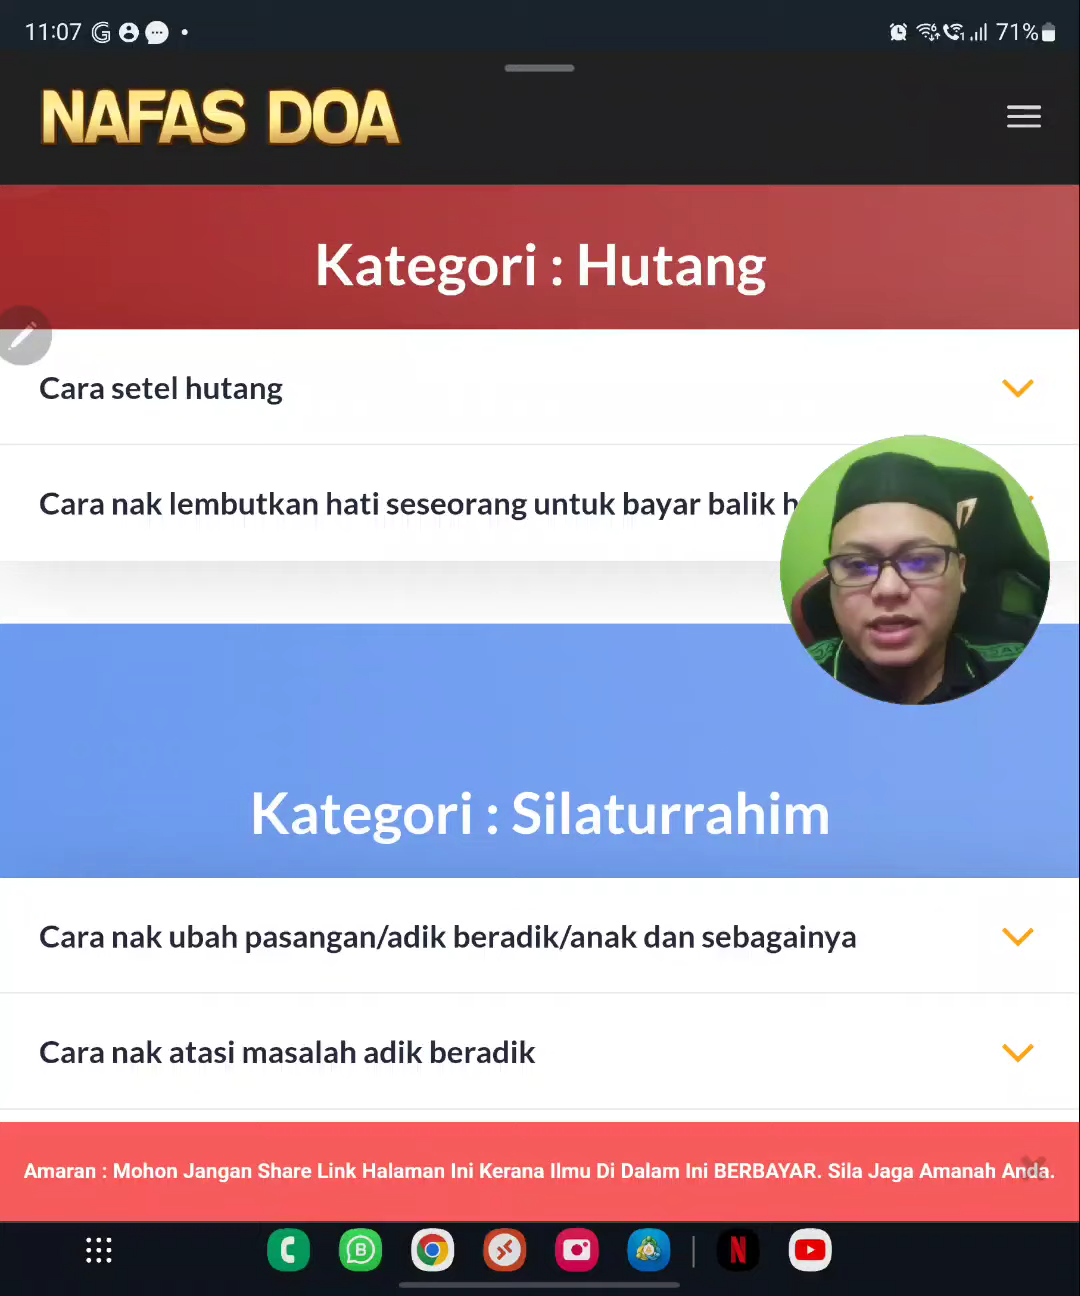 11:07
71%
NAFAS DOA
Kategori : Hutang
Cara setel hutang
Cara nak lembutkan hati seseorang untuk bayar balik
Kategori : Silaturrahim
Cara nak ubah pasangan/adik beradik/anak dan sebagainya
Cara nak atasi masalah adik beradik
Amaran : Mohon Jangan Share Link Halaman Ini Kerana Ilmu Di Dalam Ini BERBAYAR. Sila Jaga Amanah Anda.